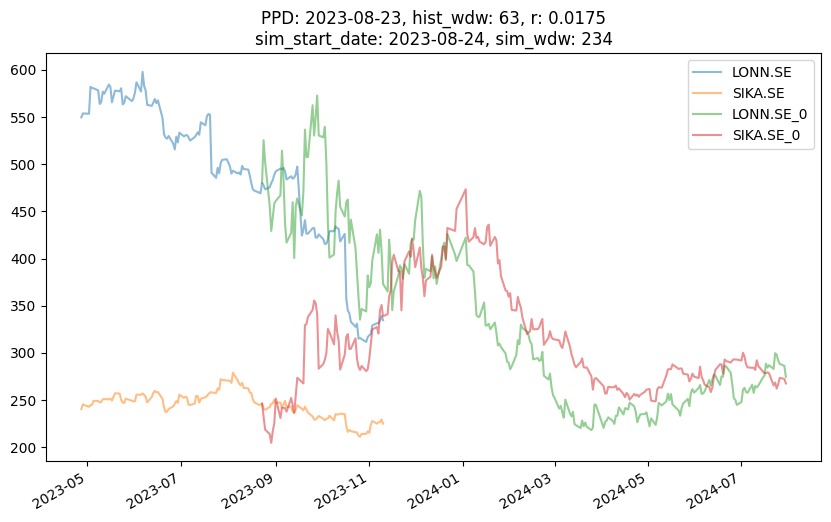 PPD: 2023-08-23, hist_wdw: 63, r: 0.0175
sim_start_date: 2023-08-24, sim_wdw: 234
LONN.SE
SIKA.SE
LONN.SE_0
SIKA.SE_0
600
550
500
450
400
350
300
250
200
2023-05
2023-07
2023-09
2023-11
2024-01
2024-03
2024-05
2024-07